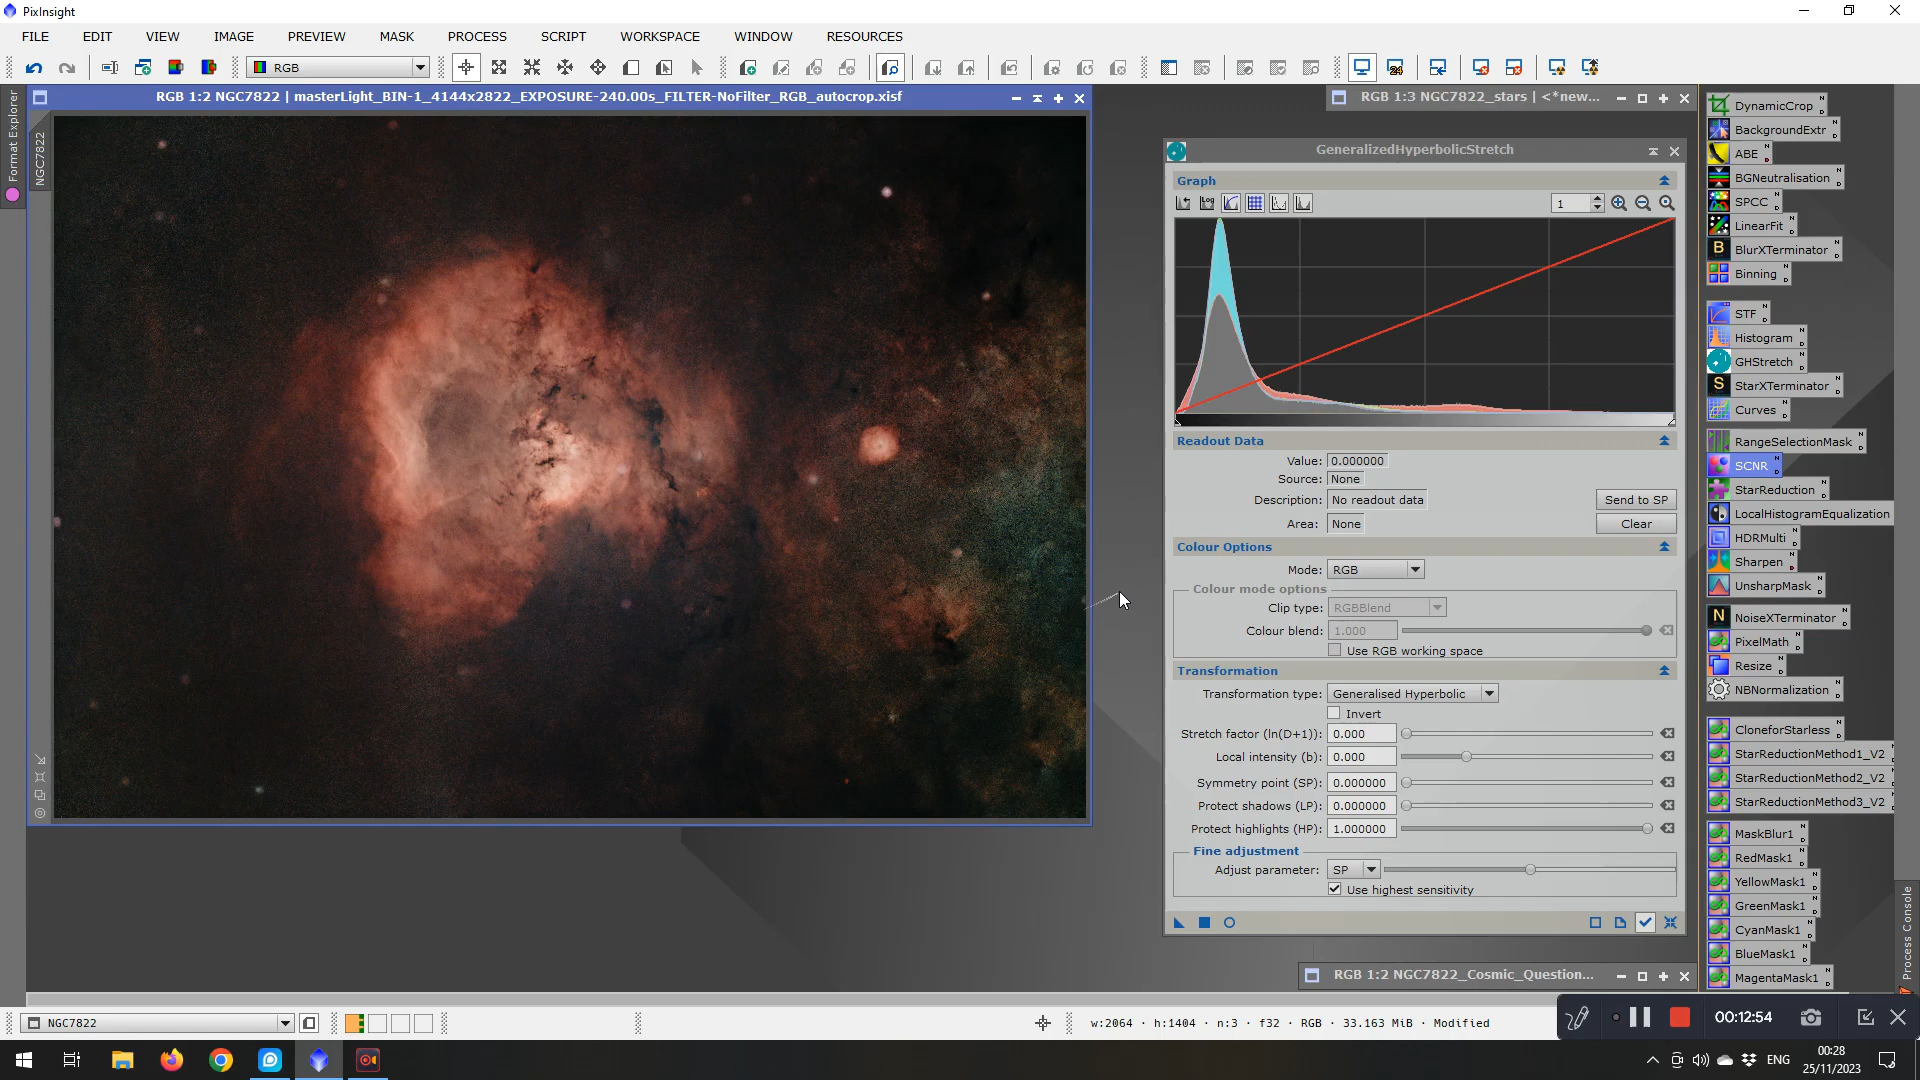 PixInsight
FILE EDIT VIEW IMAGE PREVIEW MASK PROCESS SCRIPT WORKSPACE WINDOW RESOURCES
RGB
24
RGB 1:2 NGC7822 | masterLight_BIN-1_4144x2822_EXPOSURE-240.00s_FILTER-NoFilter_RGB_autocrop.xisf
RGB 1:3 NGC7822_stars | <*new...
Format Explorer
NGC7822
GeneralizedHyperbolicStretch
Graph
Log
1
Readout Data
Value: 0.000000
Source: None
Description: No readout data
Send to SP
Area: None
Clear
Colour Options
Mode: RGB
Colour mode options
Clip type: RGBBlend
Colour blend: 1.000
Use RGB working space
Transformation
Transformation type: Generalised Hyperbolic
Invert
Stretch factor (ln(D+1)): 0.000
Local intensity (b): 0.000
Symmetry point (SP): 0.000000
Protect shadows (LP): 0.000000
Protect highlights (HP): 1.000000
Fine adjustment
Adjust parameter: SP
Use highest sensitivity
DynamicCrop
BackgroundExtr
ABE
BGNeutralisation
SPCC
LinearFit
BlurXTerminator
Binning
STF
Histogram
GHStretch
StarXTerminator
Curves
RangeSelectionMask
SCNR
StarReduction
LocalHistogramEqualization
HDRMulti
Sharpen
UnsharpMask
NoiseXTerminator
PixelMath
Resize
NBNormalization
CloneforStarless
StarReductionMethod1_V2
StarReductionMethod2_V2
StarReductionMethod3_V2
MaskBlur1
RedMask1
YellowMask1
GreenMask1
CyanMask1
BlueMask1
MagentaMask1
Process Console
RGB 1:2 NGC7822_Cosmic_Question...
NGC7822
w:2064 · h:1404 · n:3 · f32 · RGB · 33.163 MiB · Modified
00:12:54
ENG
00:28
25/11/2023